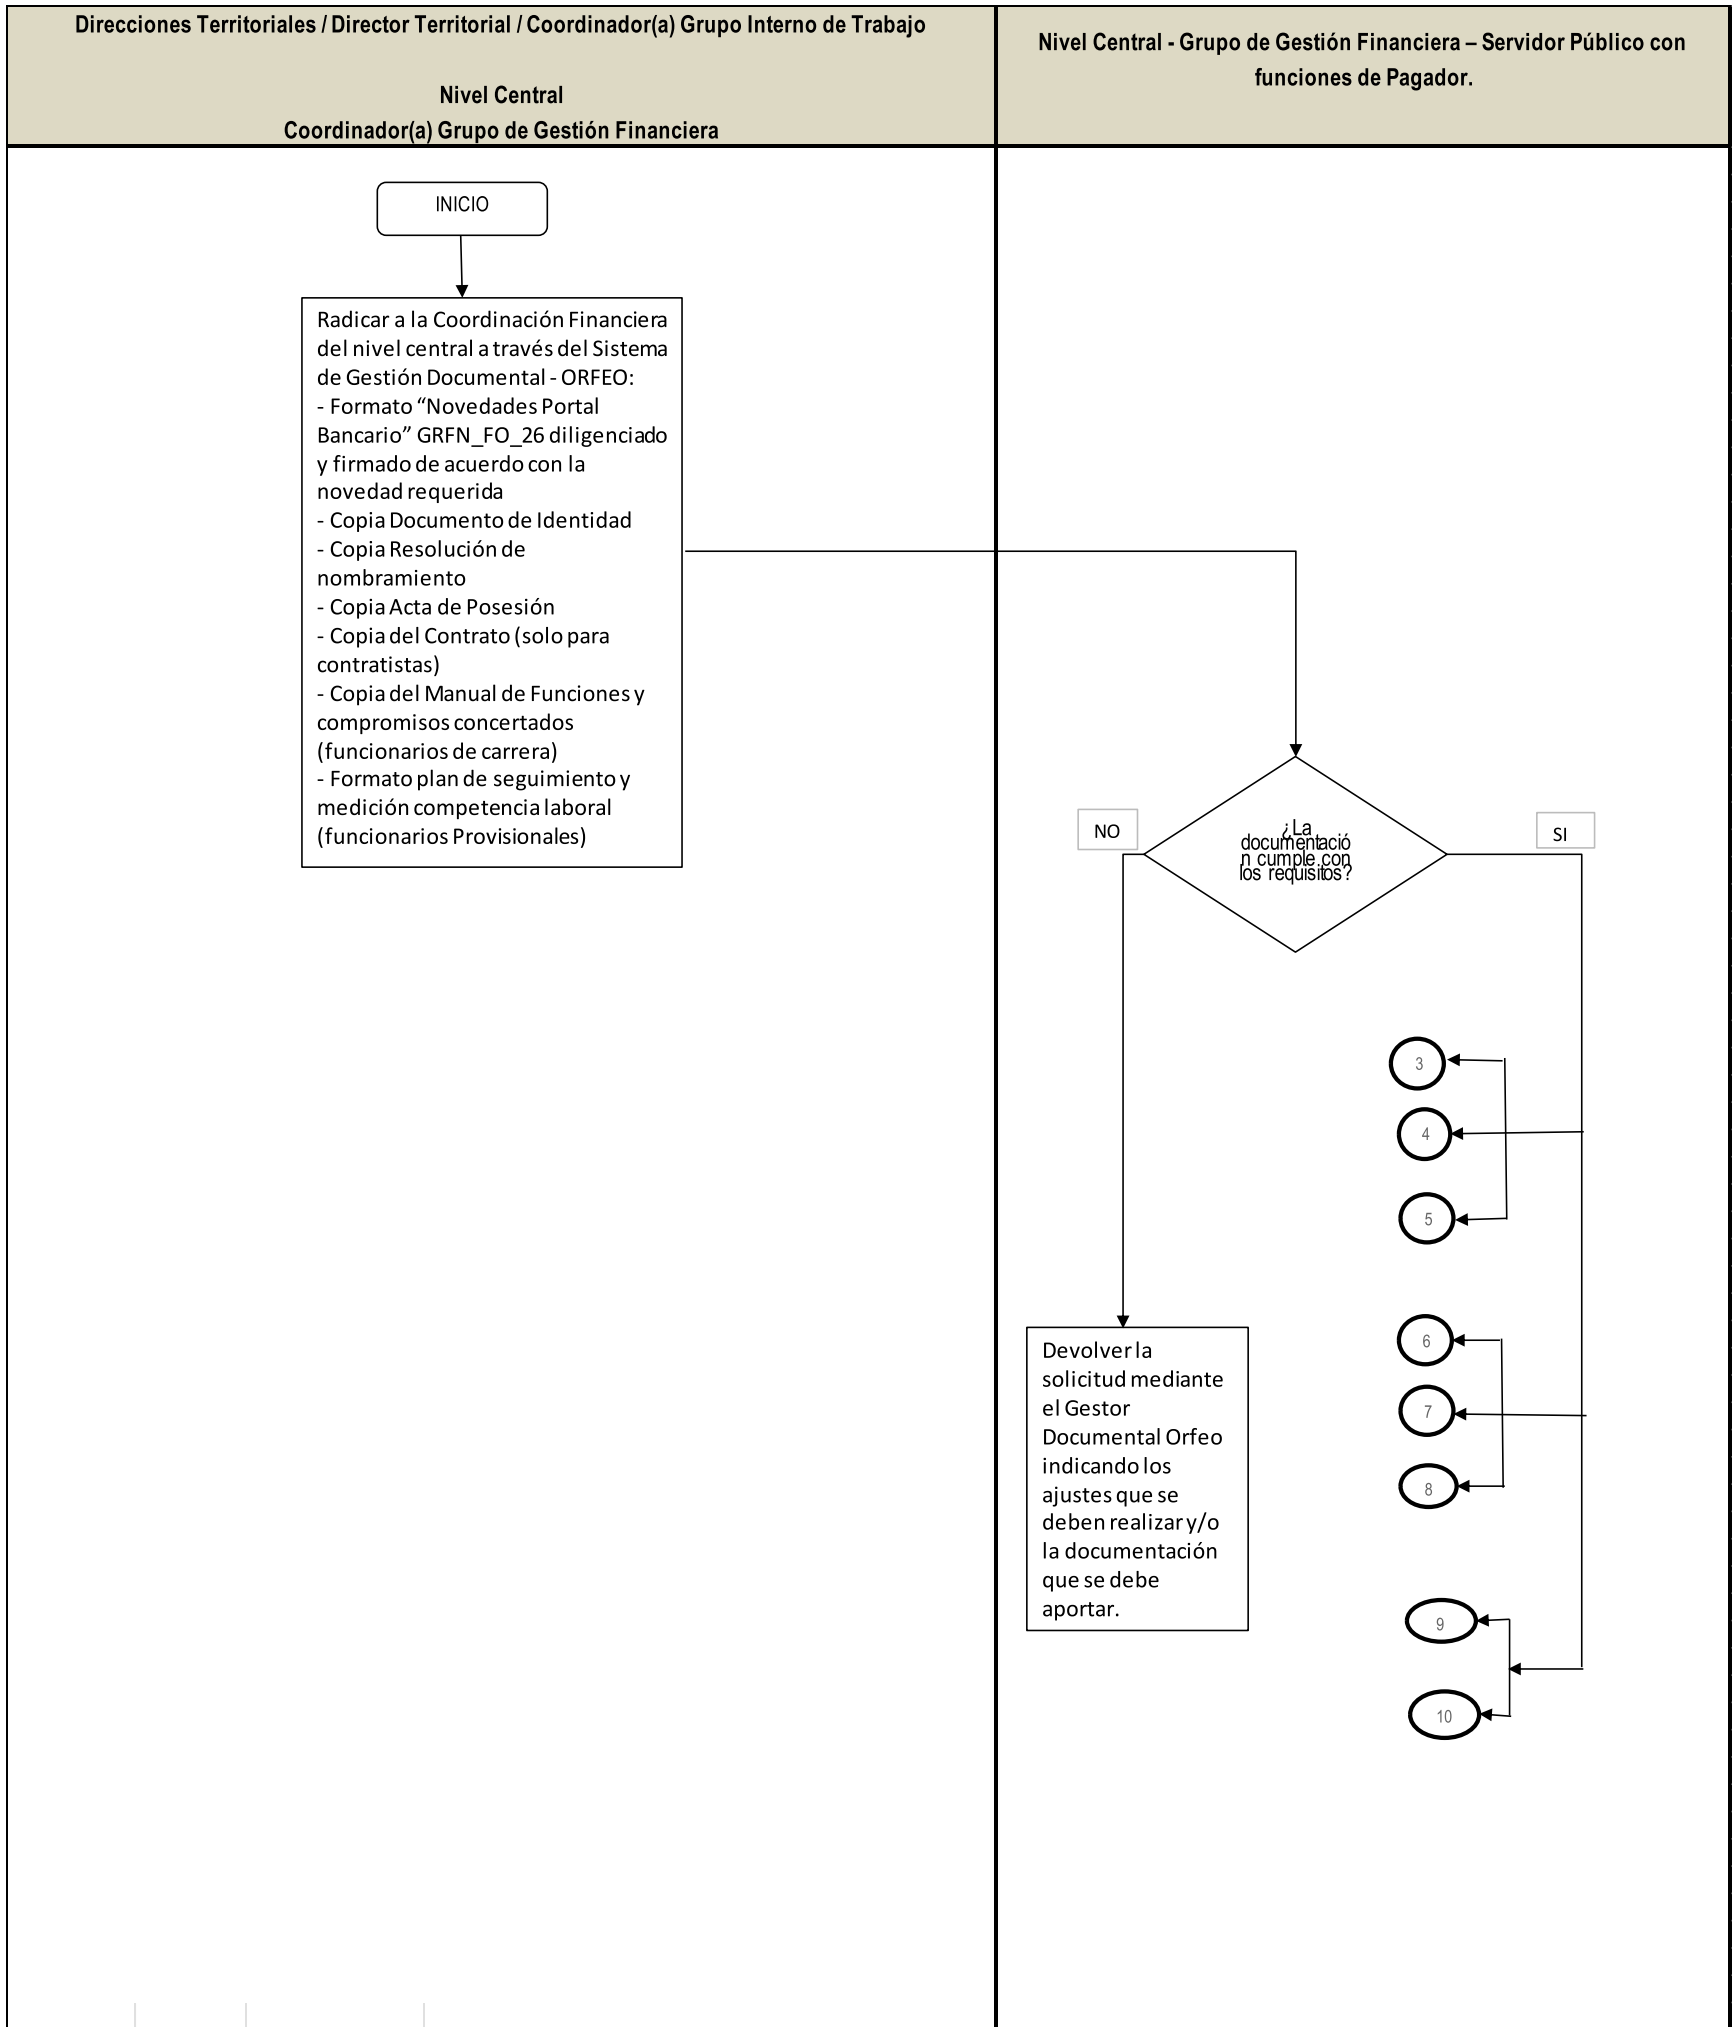 Direcciones Territoriales / Director Territorial / Coordinador(a) Grupo Interno de Trabajo
Nivel Central
Coordinador(a) Grupo de Gestión Financiera
Nivel Central - Grupo de Gestión Financiera – Servidor Público con
funciones de Pagador.
INICIO
Radicar a la Coordinación Financiera
del nivel central a través del Sistema
de Gestión Documental - ORFEO:
- Formato “Novedades Portal
Bancario” GRFN_FO_26 diligenciado
y firmado de acuerdo con la
novedad requerida
- Copia Documento de Identidad
- Copia Resolución de
nombramiento
- Copia Acta de Posesión
- Copia del Contrato (solo para
contratistas)
- Copia del Manual de Funciones y
compromisos concertados
(funcionarios de carrera)
- Formato plan de seguimiento y
medición competencia laboral
(funcionarios Provisionales)
NO
¿La
documentació
n cumple con
los requisitos?
SI
3
4
5
6
7
8
9
10
Devolver la
solicitud mediante
el Gestor
Documental Orfeo
indicando los
ajustes que se
deben realizar y/o
la documentación
que se debe
aportar.